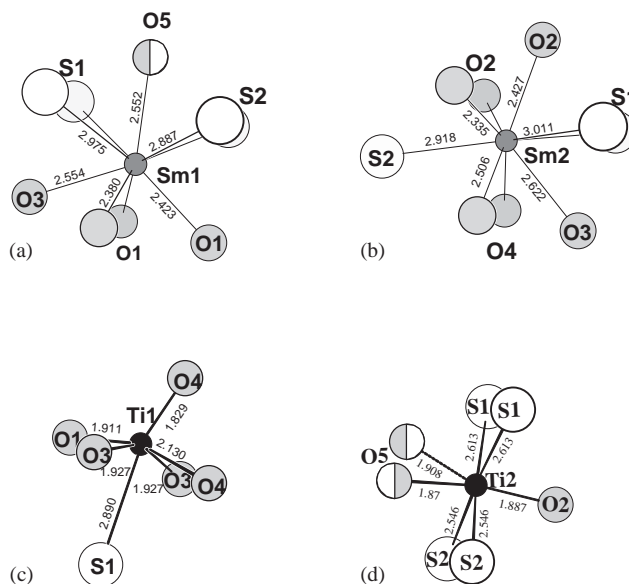 O5
S1
S2
2.552
2.975
2.887
Sm1
2.554
2.380
2.423
O3
O1
O1
(a)
O2
O2
2.427
2.335
3.011
S2
2.918
Sm2
2.506
2.622
O4
O3
(b)
O4
Ti1
1.829
O1
1.911
O3
2.130
1.927
1.927
O3
O4
2.890
S1
(c)
S1
S1
2.613
2.613
O5
1.908
Ti2
1.87
1.887
O2
2.546
2.546
S2
S2
(d)